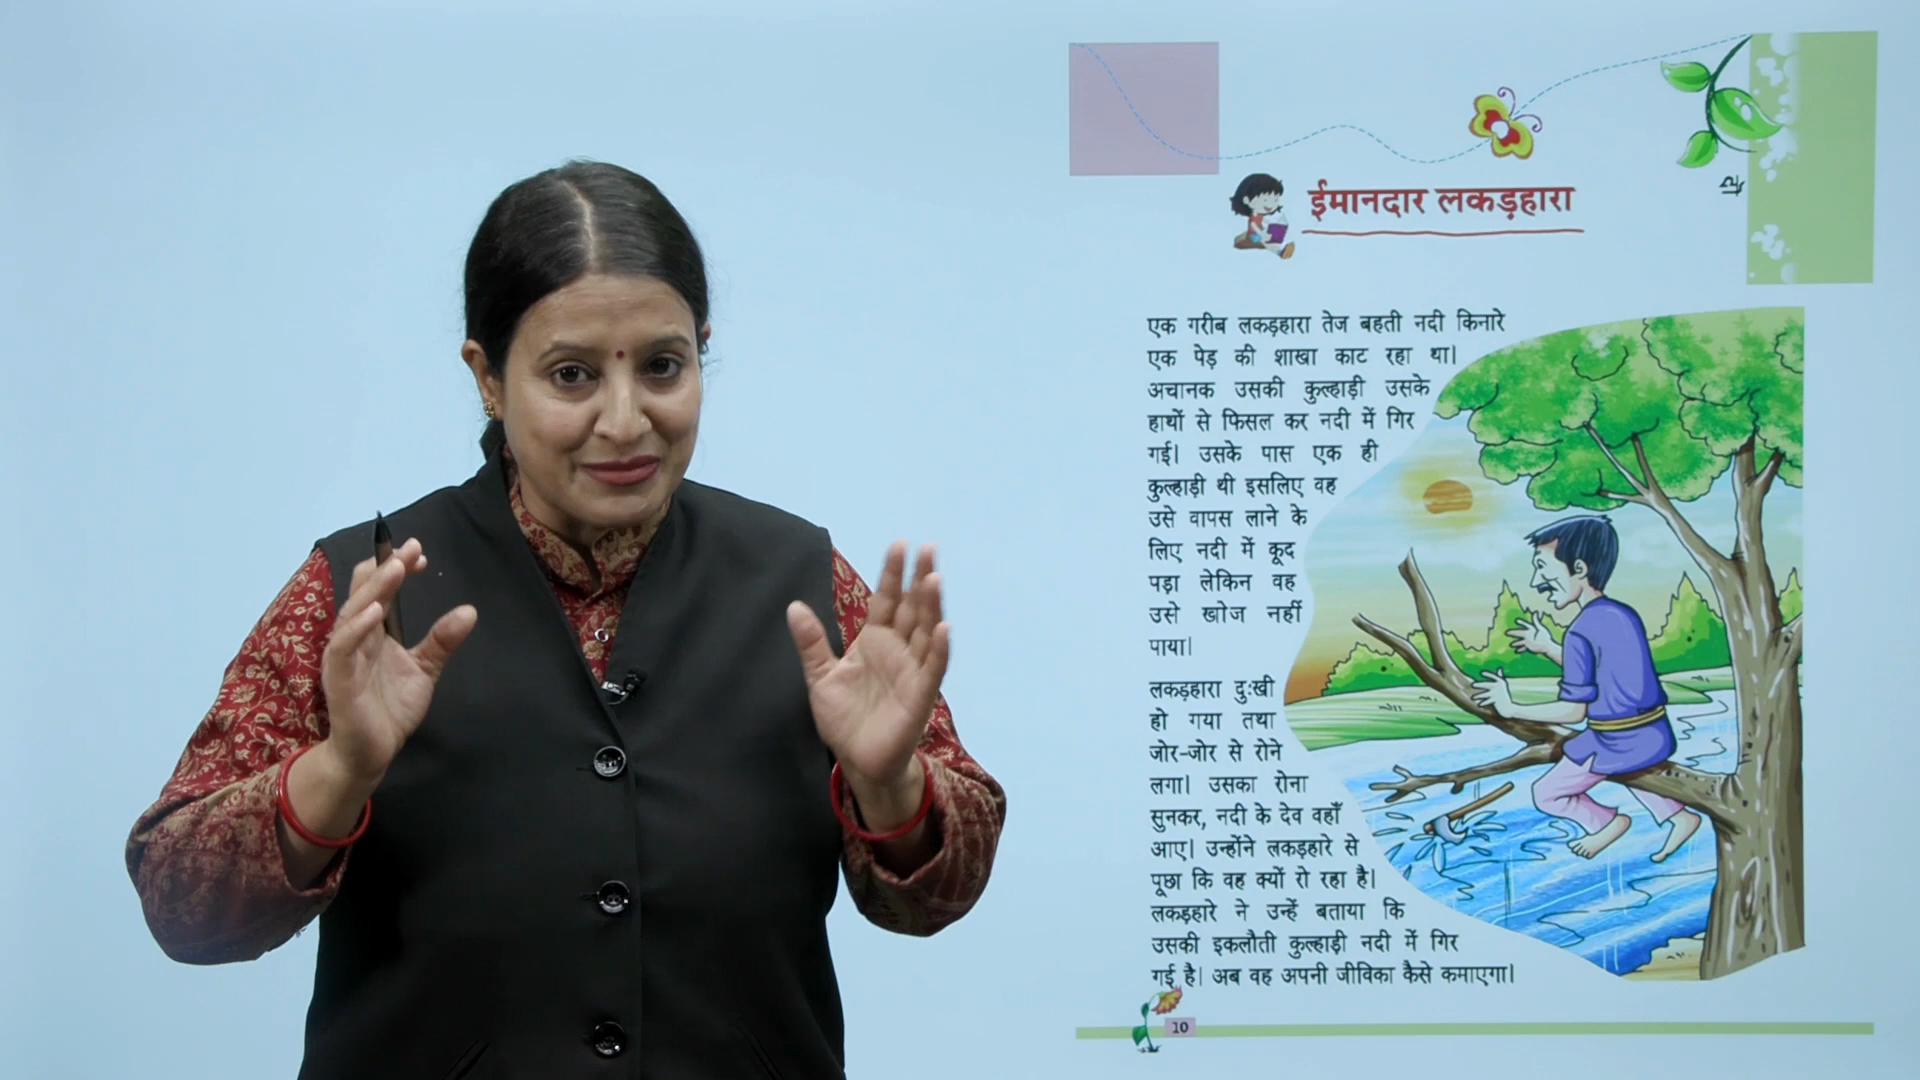 ईमानदार लकड़हारा
एक गरीब लकड़हारा तेज बहती नदी किनारे
एक पेड़ की शाखा काट रहा था।
अचानक उसकी कुल्हाड़ी उसके
हाथों से फिसल कर नदी में गिर
गई। उसके पास एक ही
कुल्हाड़ी थी इसलिए वह
उसे वापस लाने के
लिए नदी में कूद
पड़ा लेकिन वह
उसे खोज नहीं
पाया।
लकड़हारा दुःखी
हो गया तथा
जोर-जोर से रोने
लगा। उसका रोना
सुनकर, नदी के देव वहाँ
आए। उन्होंने लकड़हारे से
पूछा कि वह क्यों रो रहा है।
लकड़हारे ने उन्हें बताया कि
उसकी इकलौती कुल्हाड़ी नदी में गिर
गई है। अब वह अपनी जीविका कैसे कमाएगा।
10